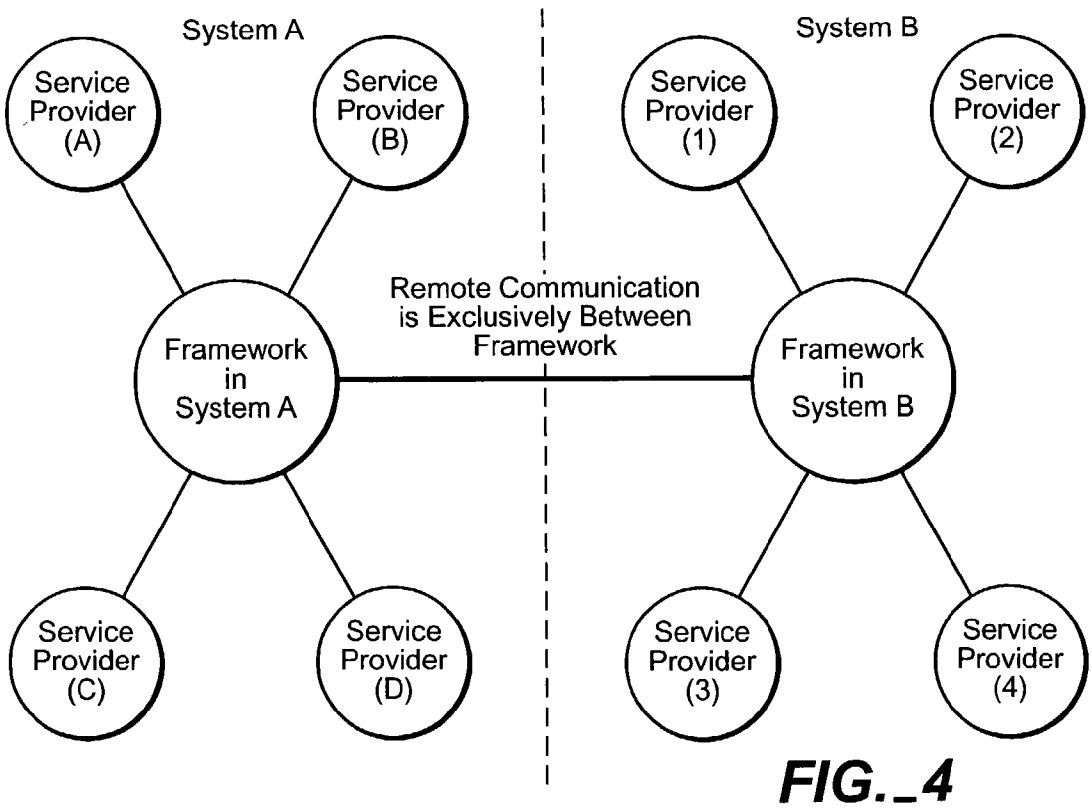 System A
System B
Service
Provider
(A)
Service
Provider
(B)
Service
Provider
(1)
Service
Provider
(2)
Remote Communication
is Exclusively Between
Framework
Framework
in
System A
Framework
in
System B
Service
Provider
(C)
Service
Provider
(D)
Service
Provider
(3)
Service
Provider
(4)
FIG._4